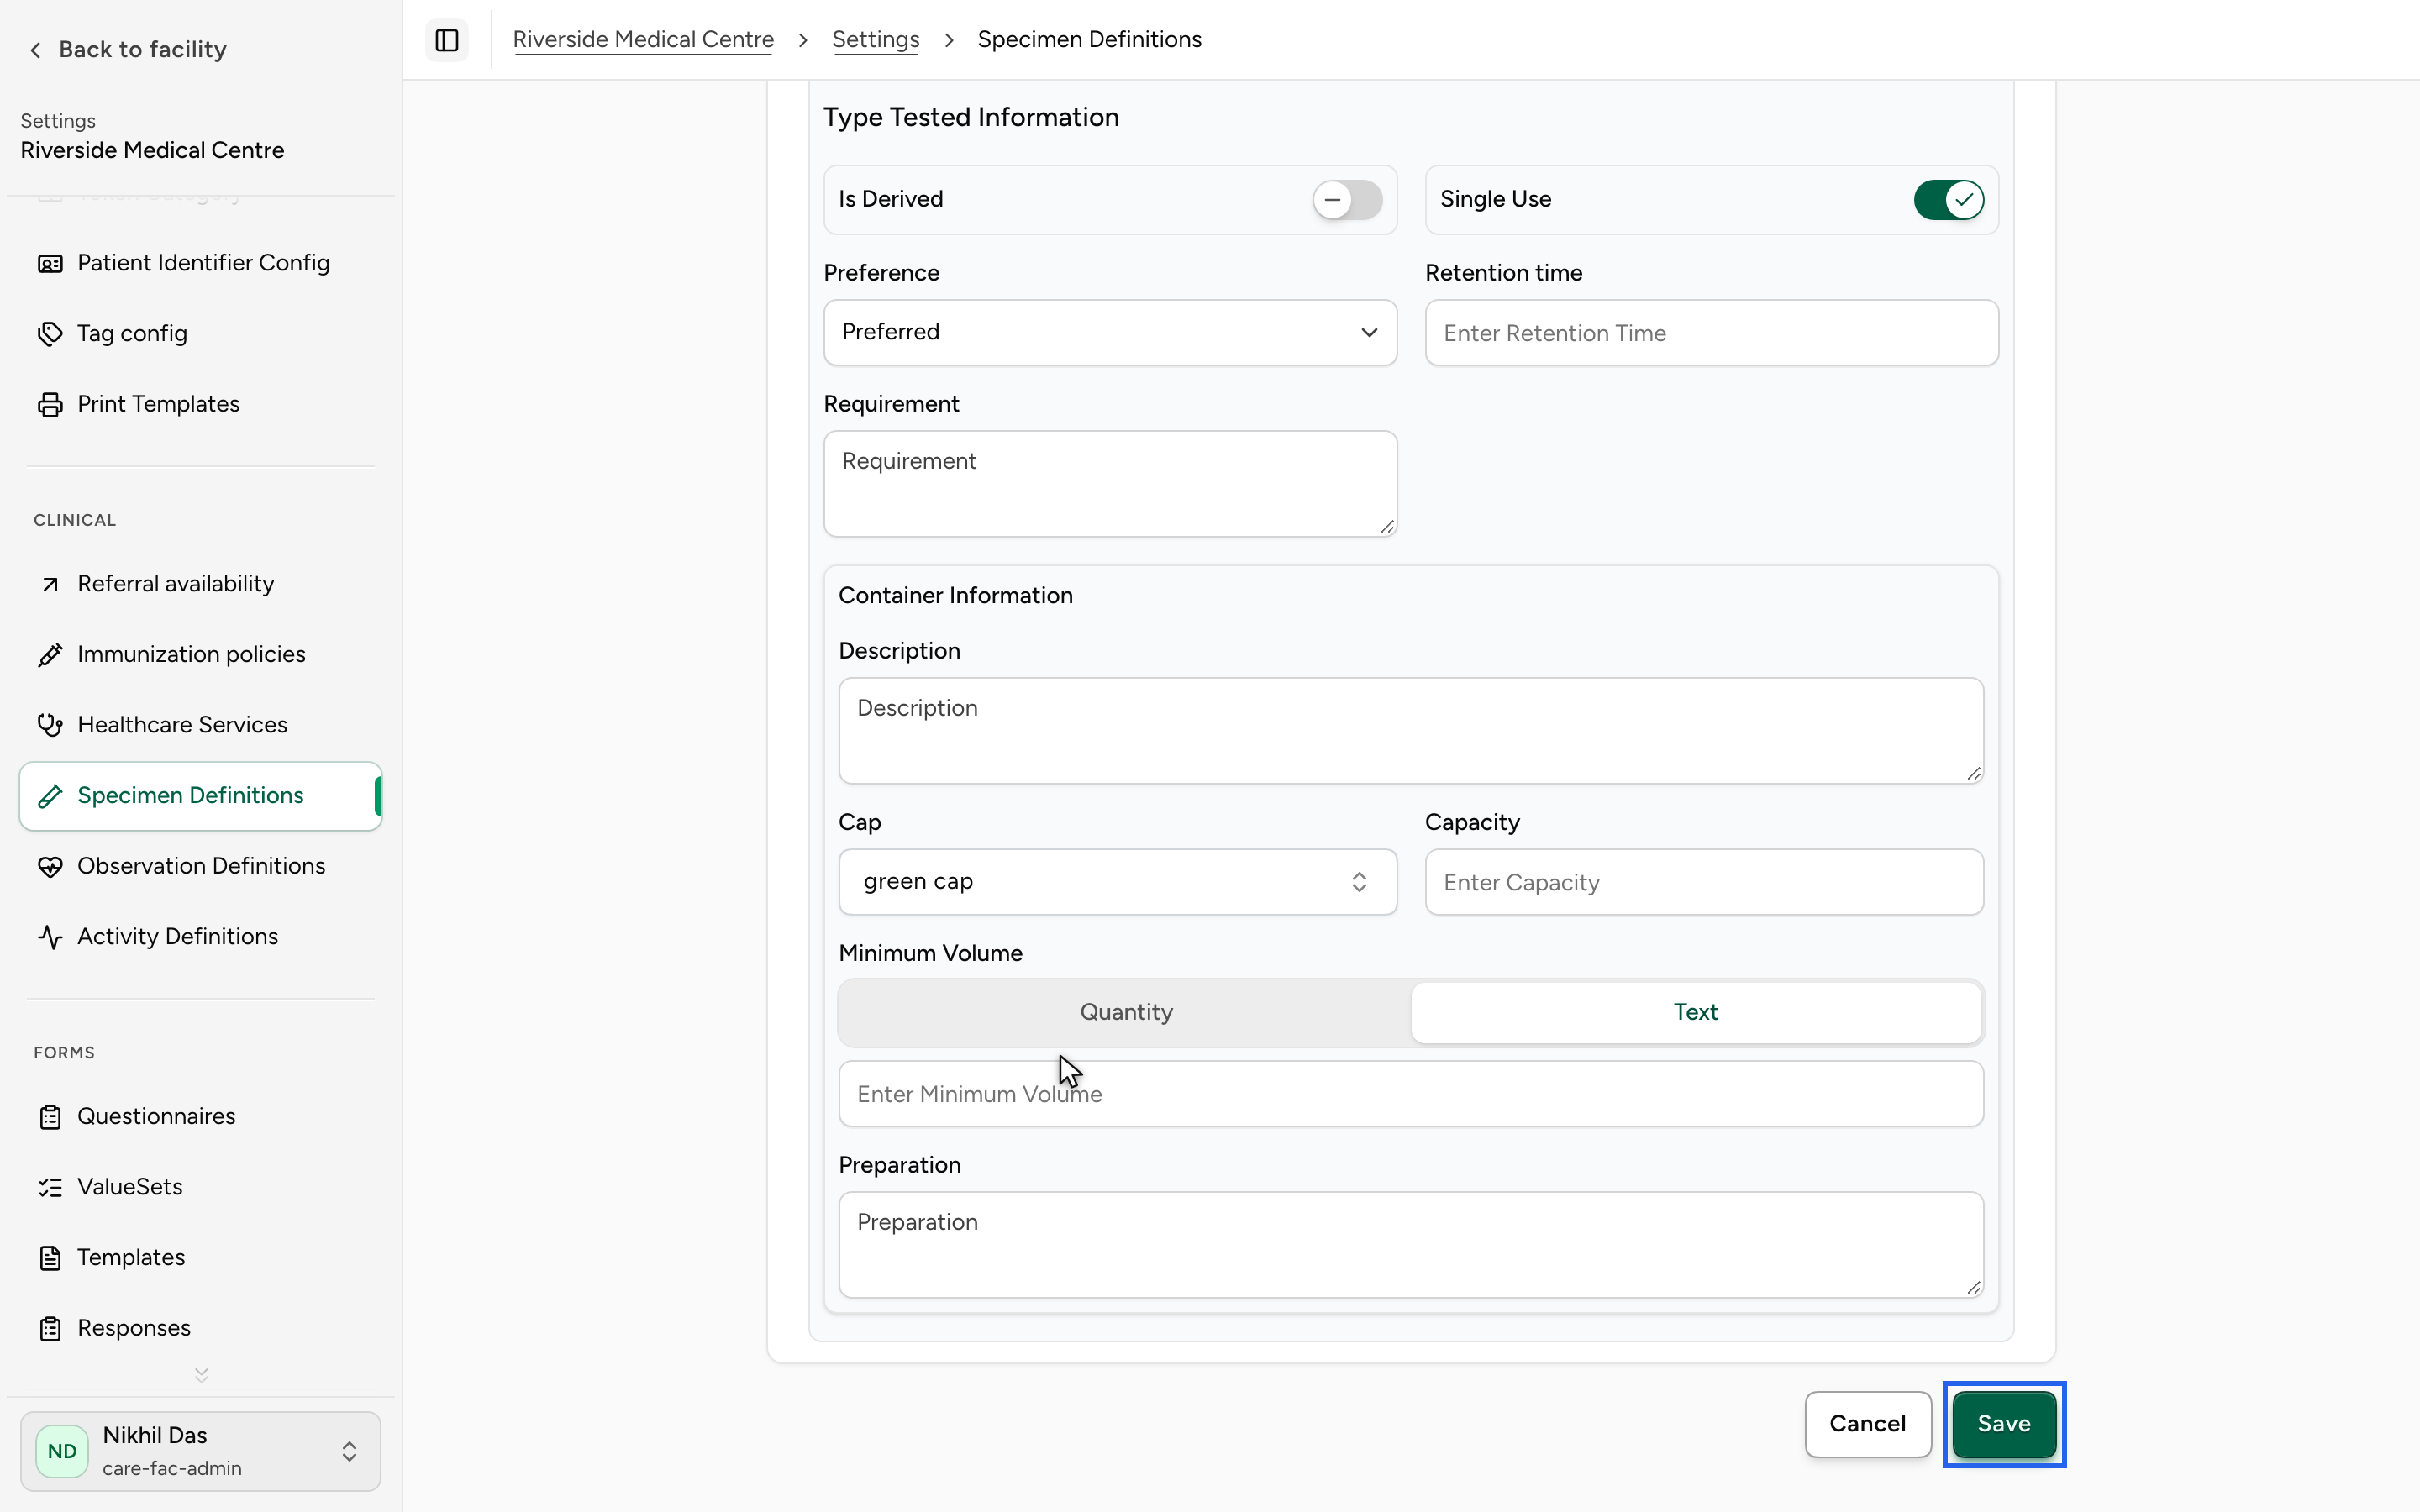 Back to facility
Settings
Riverside Medical Centre
Patient Identifier Config
Tag config
Print Templates
CLINICAL
Referral availability
Immunization policies
Healthcare Services
Specimen Definitions
Observation Definitions
Activity Definitions
FORMS
Questionnaires
ValueSets
Templates
Responses
ND
Nikhil Das
care-fac-admin
Riverside Medical Centre > Settings > Specimen Definitions
Type Tested Information
Is Derived
Single Use
Preference
Retention time
Preferred
Enter Retention Time
Requirement
Requirement
Container Information
Description
Description
Cap
Capacity
green cap
Enter Capacity
Minimum Volume
Quantity
Text
Enter Minimum Volume
Preparation
Preparation
Cancel
Save